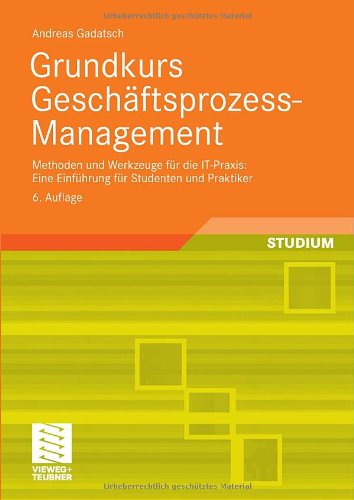 Urheberrechtlich geschütztes Material
Andreas Gadatsch
Grundkurs
Geschäftsprozess-
Management
Methoden und Werkzeuge für die IT-Praxis:
Eine Einführung für Studenten und Praktiker
6. Auflage
STUDIUM
VIEWEG+
TEUBNER
Urheberrechtlich geschütztes Material